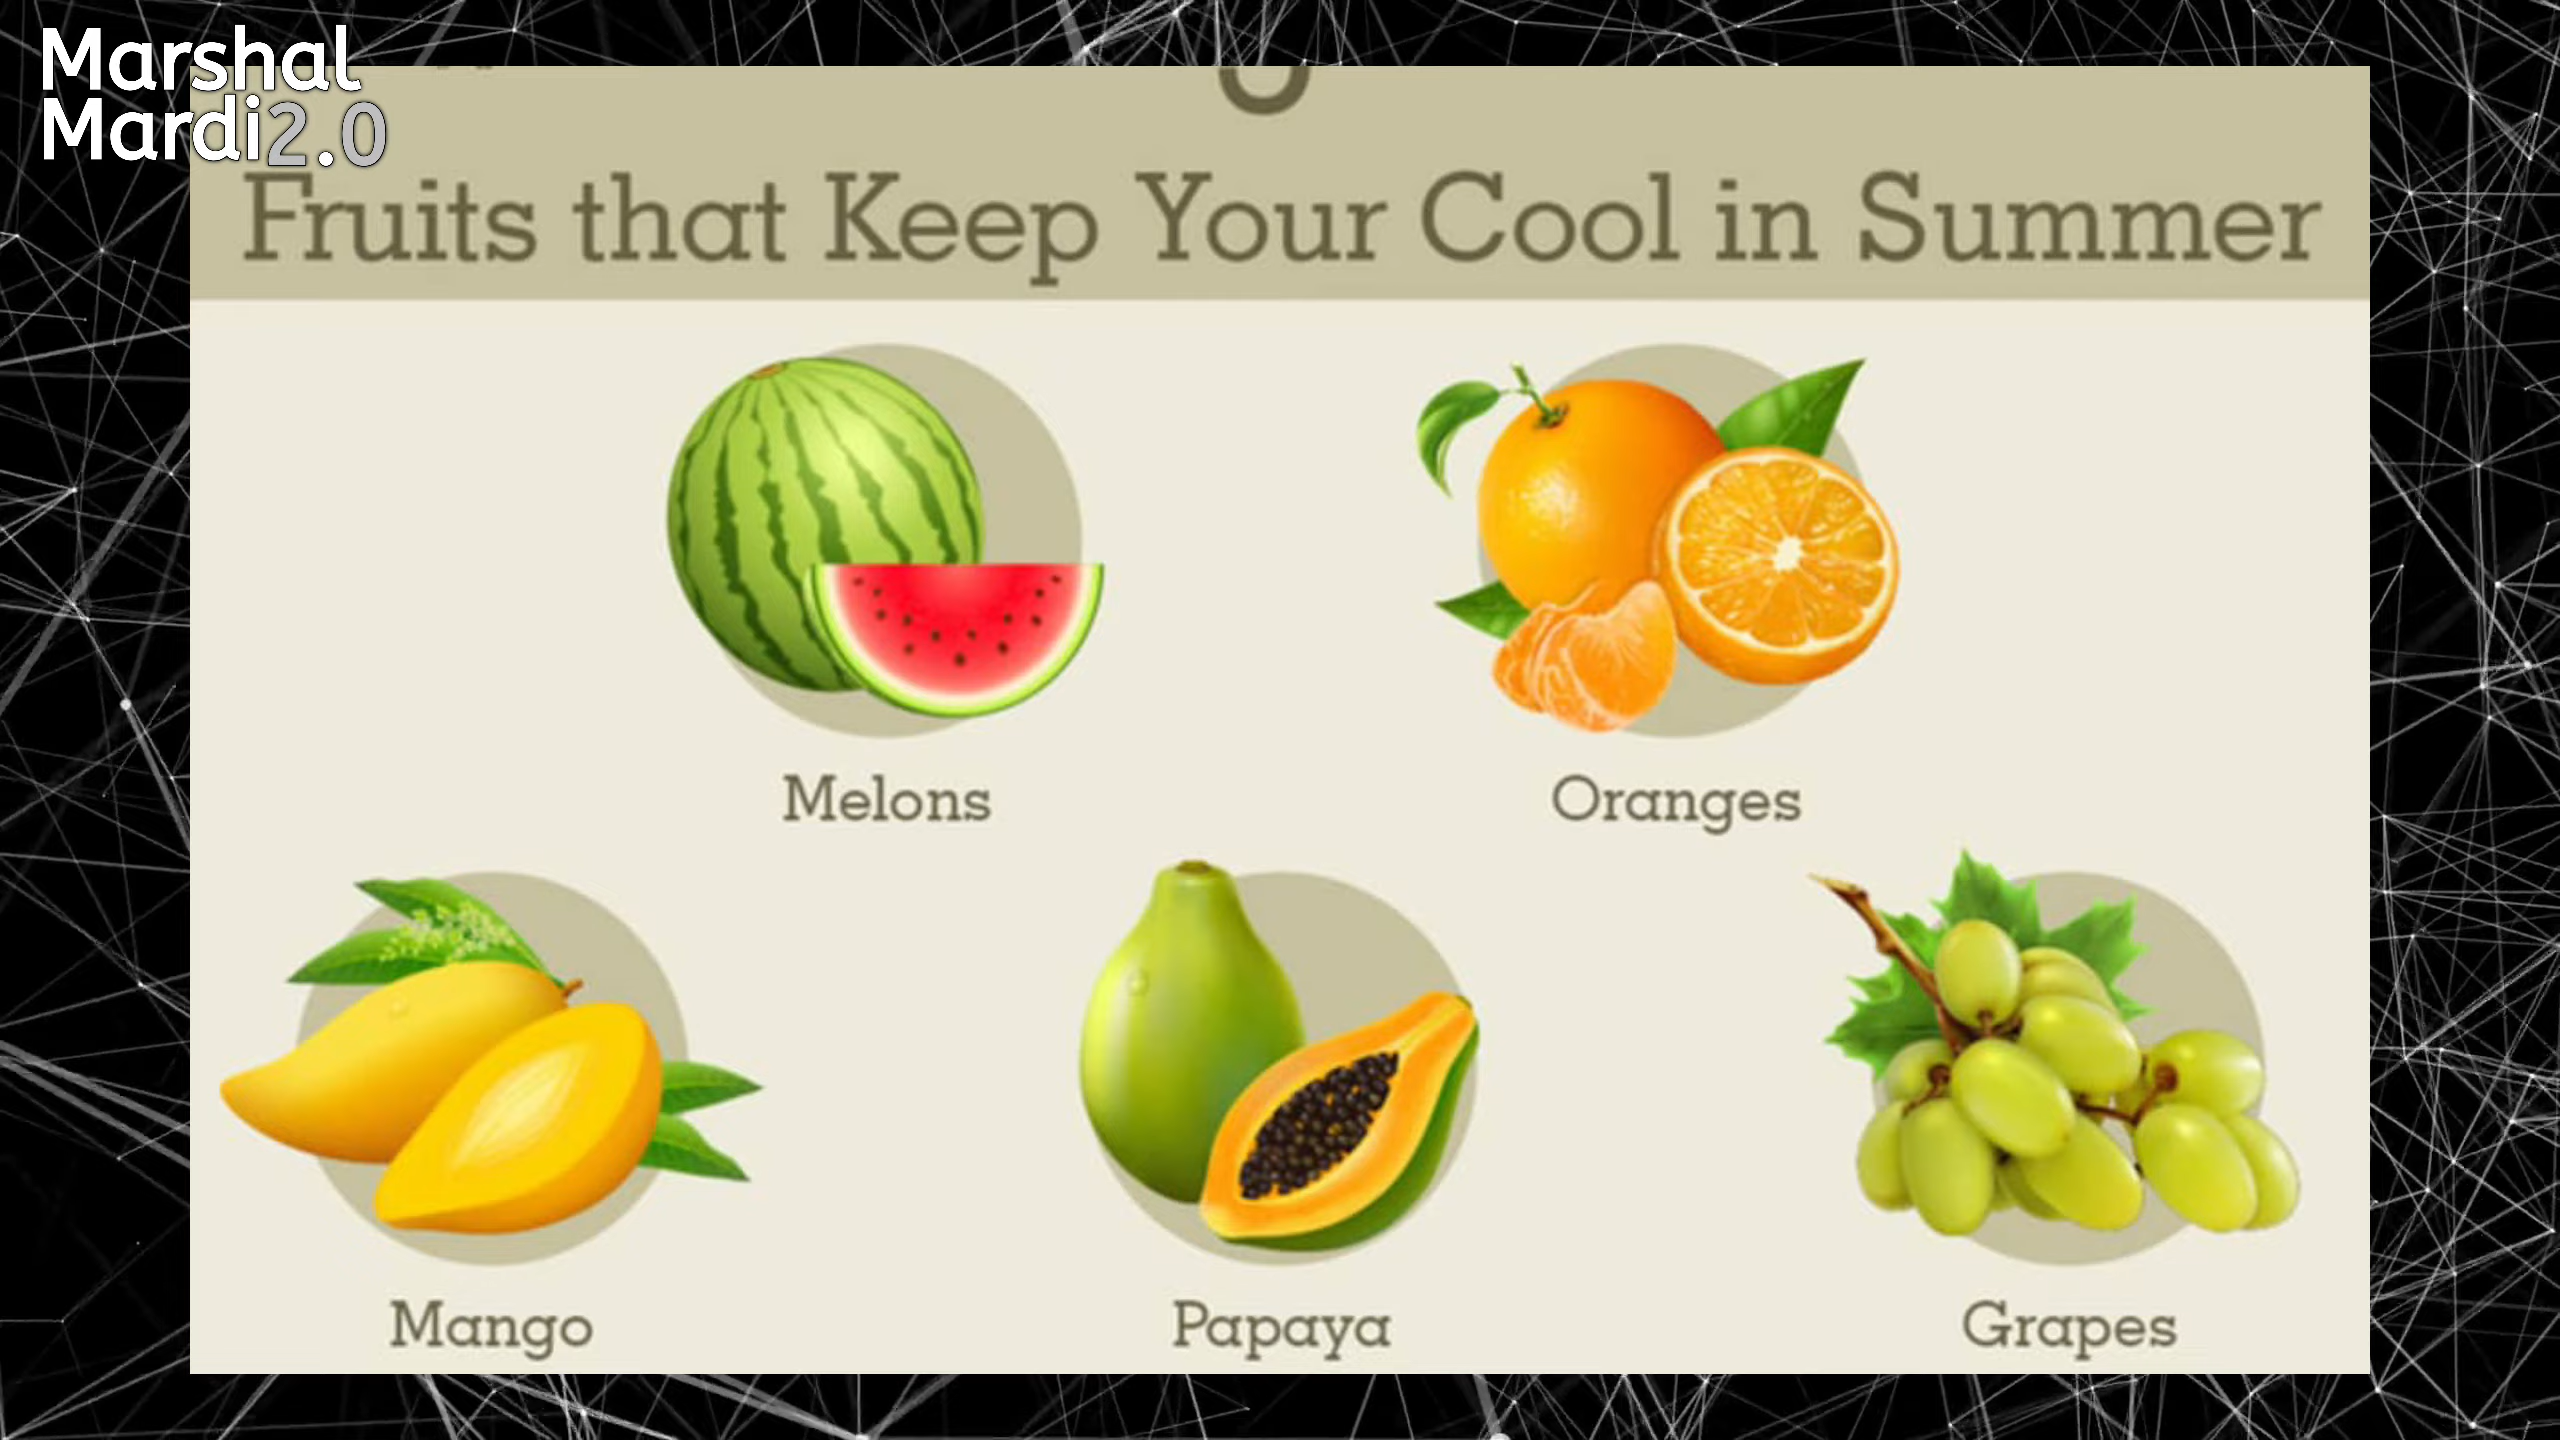 Marshal
Mardi2.0
Fruits that Keep Your Cool in Summer
Melons
Oranges
Mango
Papaya
Grapes